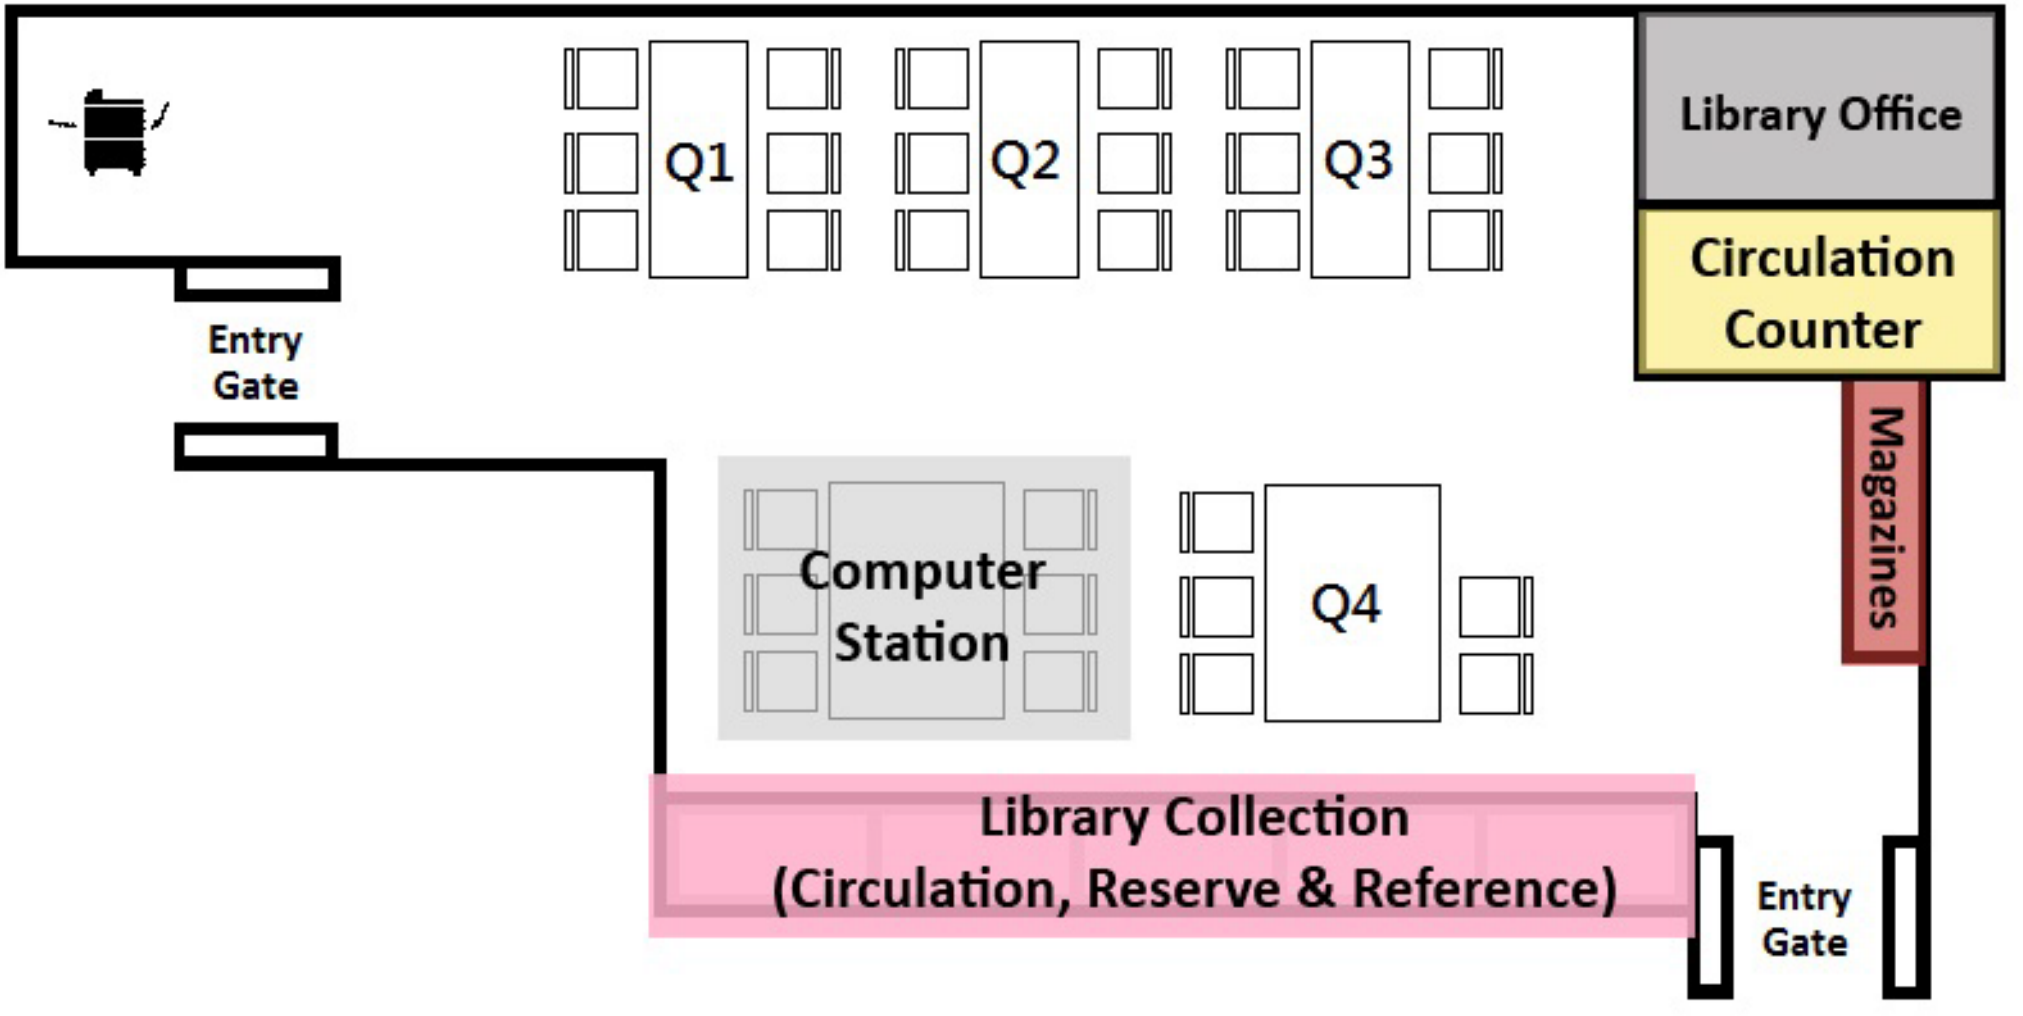 Q1
Q2
Q3
Library Office
Circulation
Counter
Entry
Gate
Magazines
Computer
Station
Q4
Library Collection
(Circulation, Reserve & Reference)
Entry
Gate